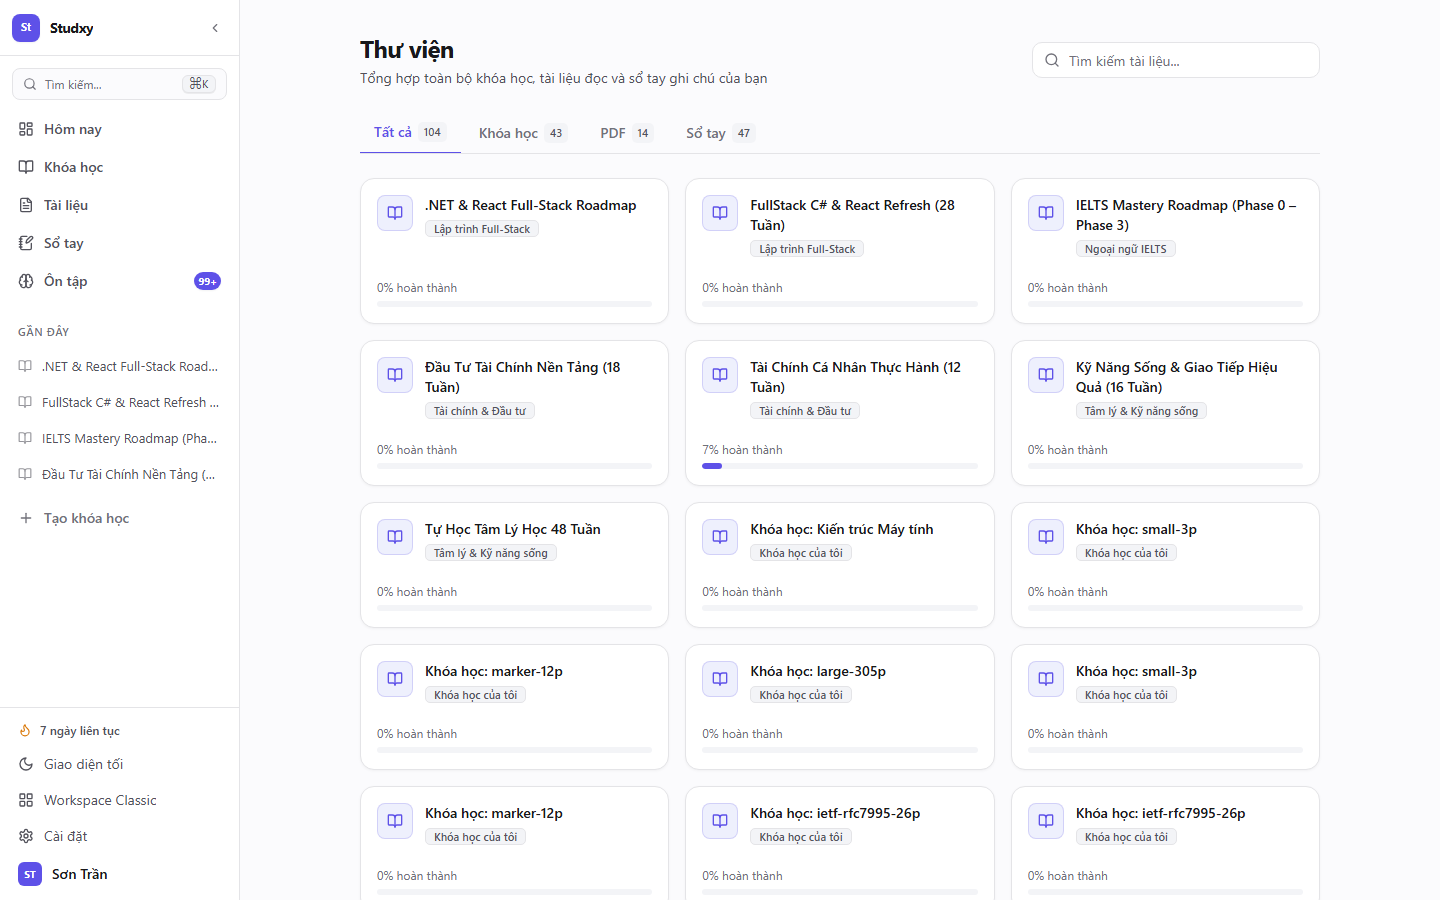 St Studxy
Tìm kiếm... ⌘K
Hôm nay
Khóa học
Tài liệu
Sổ tay
Ôn tập 99+
GẦN ĐÂY
.NET & React Full-Stack Road...
FullStack C# & React Refresh ...
IELTS Mastery Roadmap (Pha...
Đầu Tư Tài Chính Nền Tảng (...
Tạo khóa học
7 ngày liên tục
Giao diện tối
Workspace Classic
Cài đặt
ST Sơn Trần
Thư viện
Tổng hợp toàn bộ khóa học, tài liệu đọc và sổ tay ghi chú của bạn
Tìm kiếm tài liệu...
Tất cả 104 Khóa học 43 PDF 14 Sổ tay 47
.NET & React Full-Stack Roadmap
Lập trình Full-Stack
0% hoàn thành
FullStack C# & React Refresh (28
Tuần)
Lập trình Full-Stack
0% hoàn thành
IELTS Mastery Roadmap (Phase 0 –
Phase 3)
Ngoại ngữ IELTS
0% hoàn thành
Đầu Tư Tài Chính Nền Tảng (18
Tuần)
Tài chính & Đầu tư
0% hoàn thành
Tài Chính Cá Nhân Thực Hành (12
Tuần)
Tài chính & Đầu tư
7% hoàn thành
Kỹ Năng Sống & Giao Tiếp Hiệu
Quả (16 Tuần)
Tâm lý & Kỹ năng sống
0% hoàn thành
Tự Học Tâm Lý Học 48 Tuần
Tâm lý & Kỹ năng sống
0% hoàn thành
Khóa học: Kiến trúc Máy tính
Khóa học của tôi
0% hoàn thành
Khóa học: small-3p
Khóa học của tôi
0% hoàn thành
Khóa học: marker-12p
Khóa học của tôi
0% hoàn thành
Khóa học: large-305p
Khóa học của tôi
0% hoàn thành
Khóa học: small-3p
Khóa học của tôi
0% hoàn thành
Khóa học: marker-12p
Khóa học của tôi
0% hoàn thành
Khóa học: ietf-rfc7995-26p
Khóa học của tôi
0% hoàn thành
Khóa học: ietf-rfc7995-26p
Khóa học của tôi
0% hoàn thành